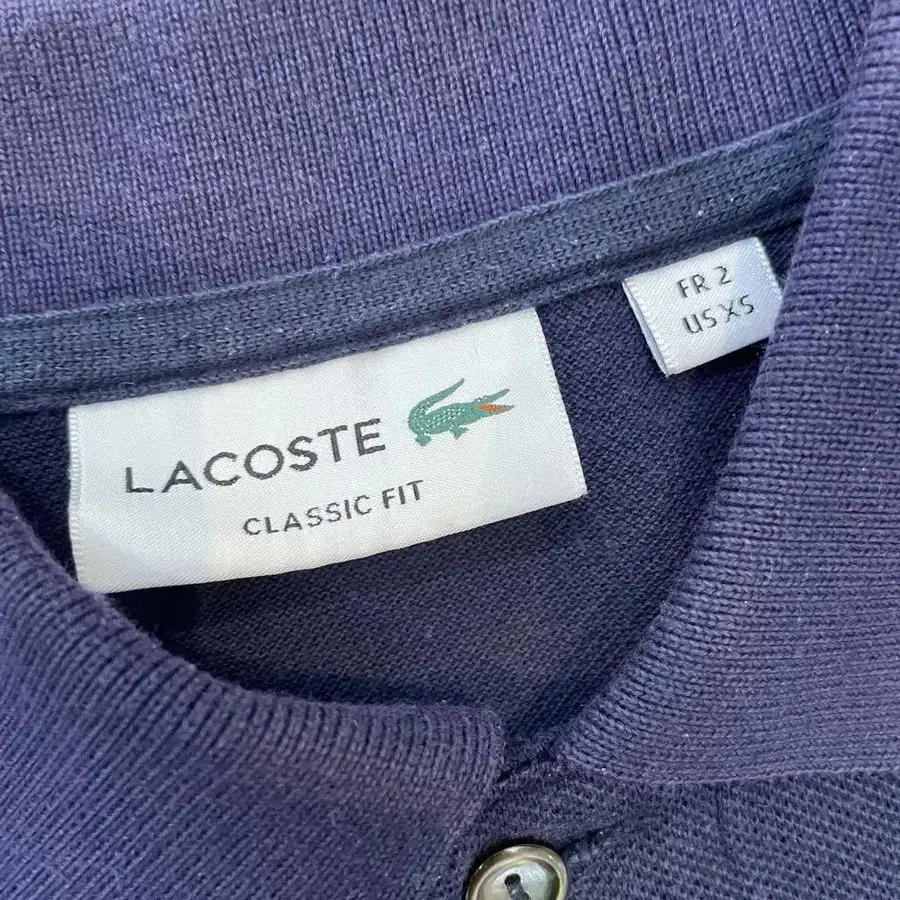 FR 2
US XS
LACOSTE
CLASSIC FIT